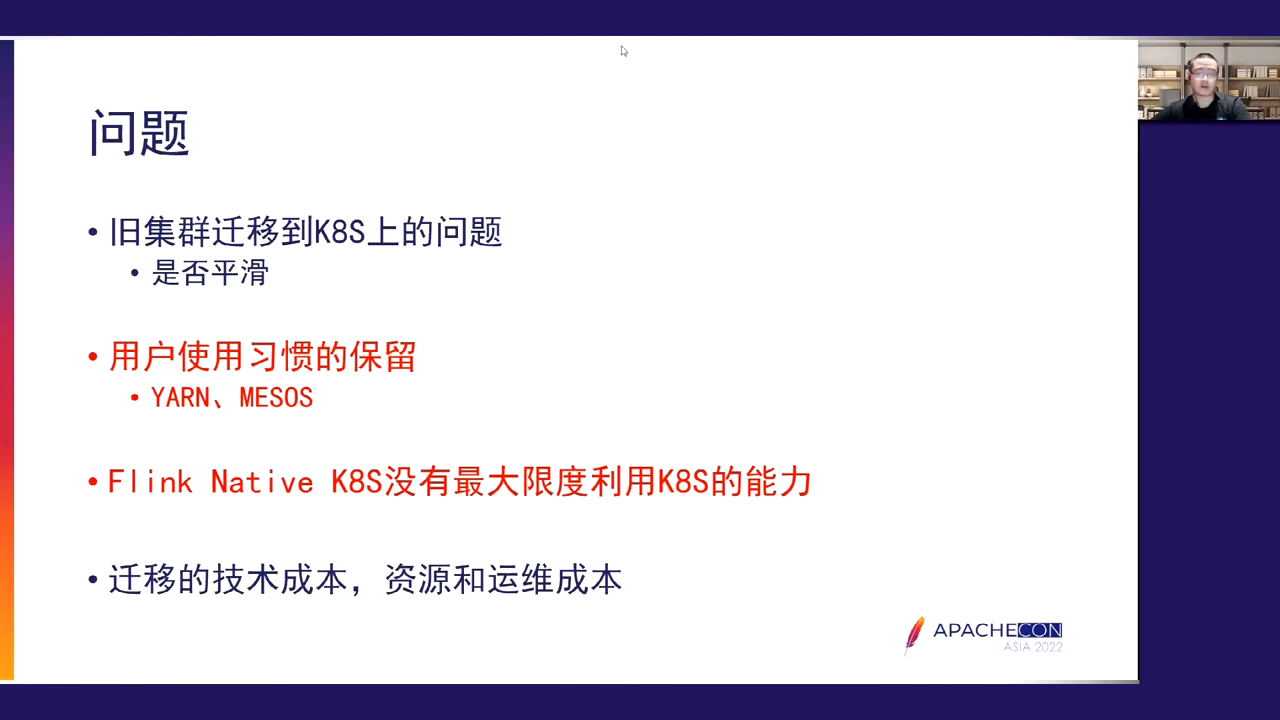 问题
• 旧集群迁移到K8S上的问题
• 是否平滑
• 用户使用习惯的保留
• YARN、MESOS
• Flink Native K8S没有最大限度利用K8S的能力
• 迁移的技术成本，资源和运维成本
APACHECON
ASIA 2022